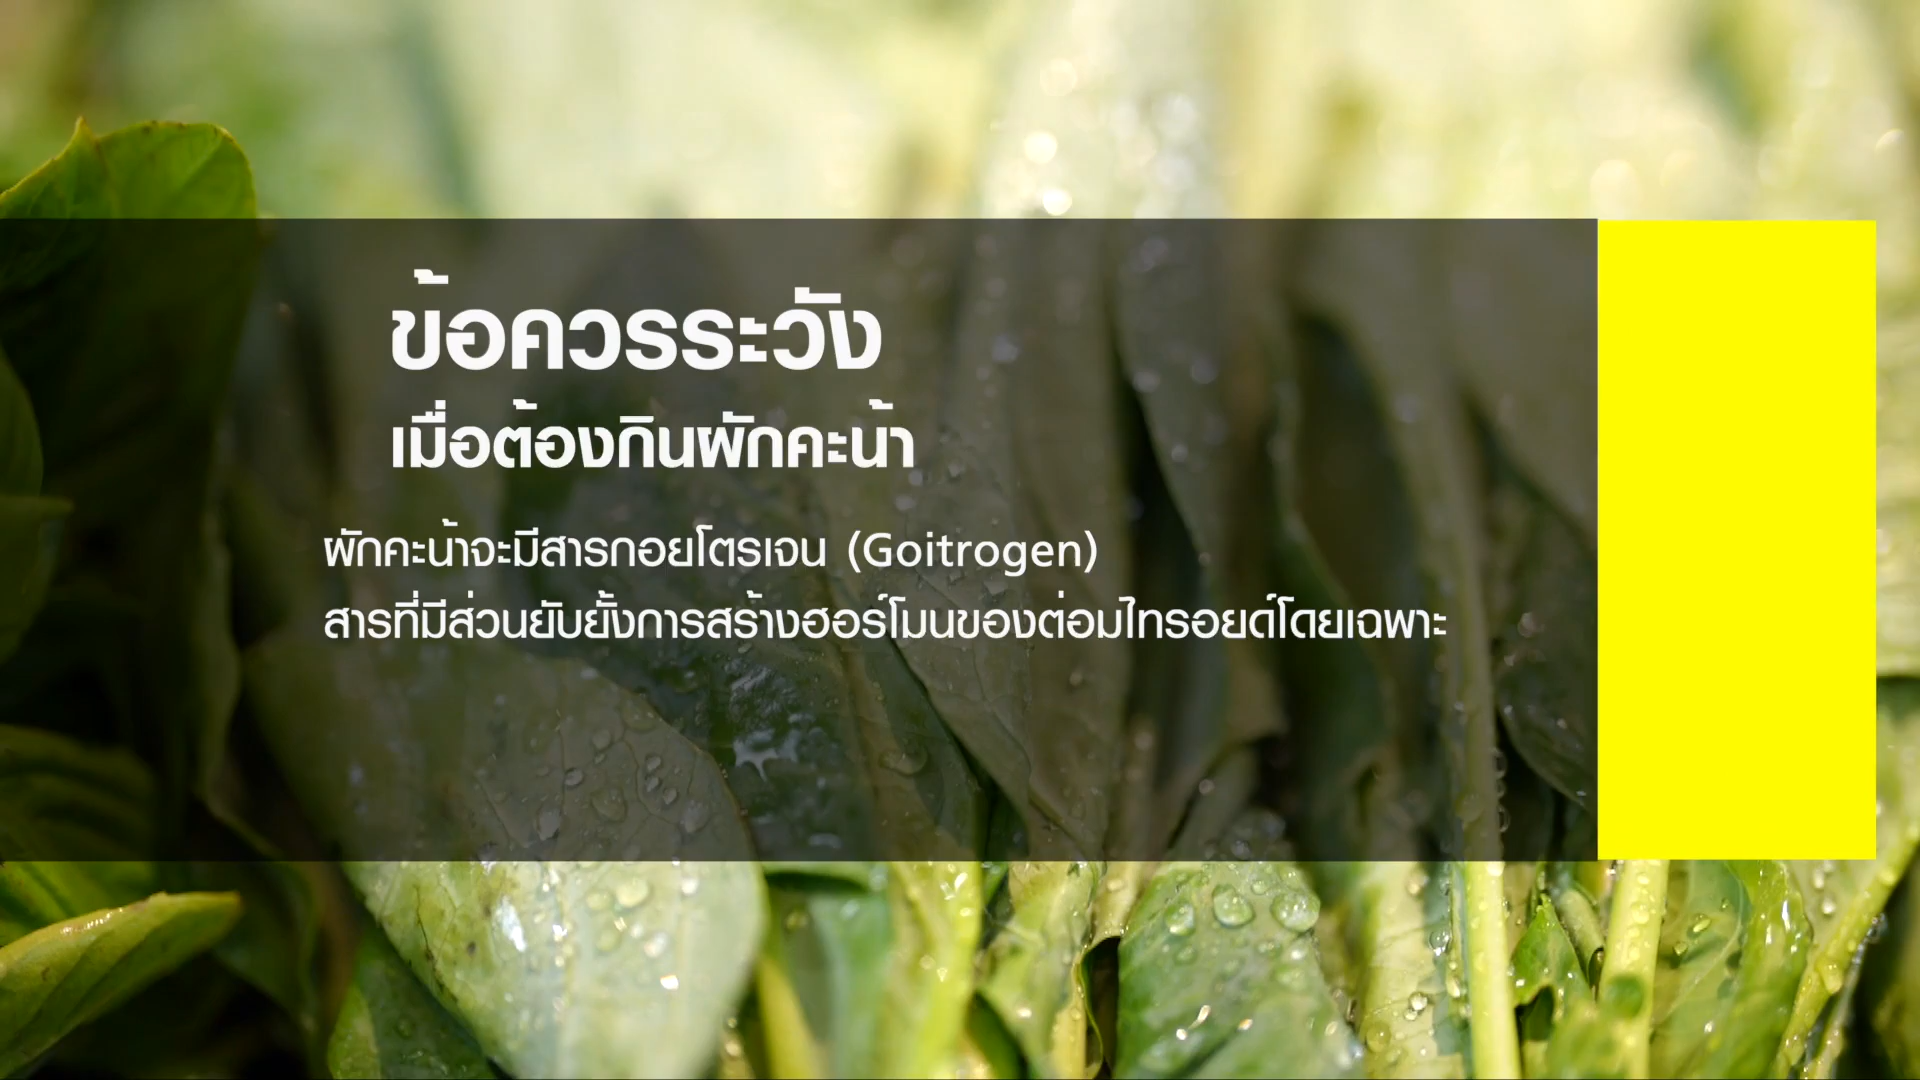 ข้อควรระวัง
เมื่อต้องกินผักคะน้า
ผักคะน้าจะมีสารกอยโตรเจน (Goitrogen)
สารที่มีส่วนยับยั้งการสร้างฮอร์โมนของต่อมไทรอยด์โดยเฉพาะ